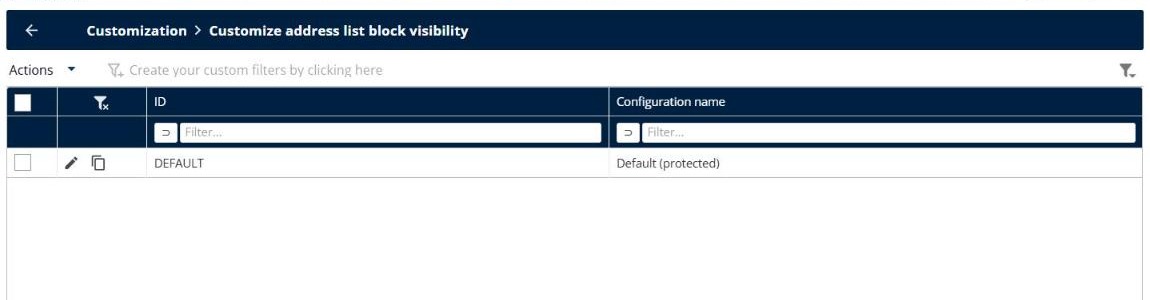 Customization > Customize address list block visibility
Actions Create your custom filters by clicking here
ID Configuration name
Filter... Filter...
DEFAULT Default (protected)